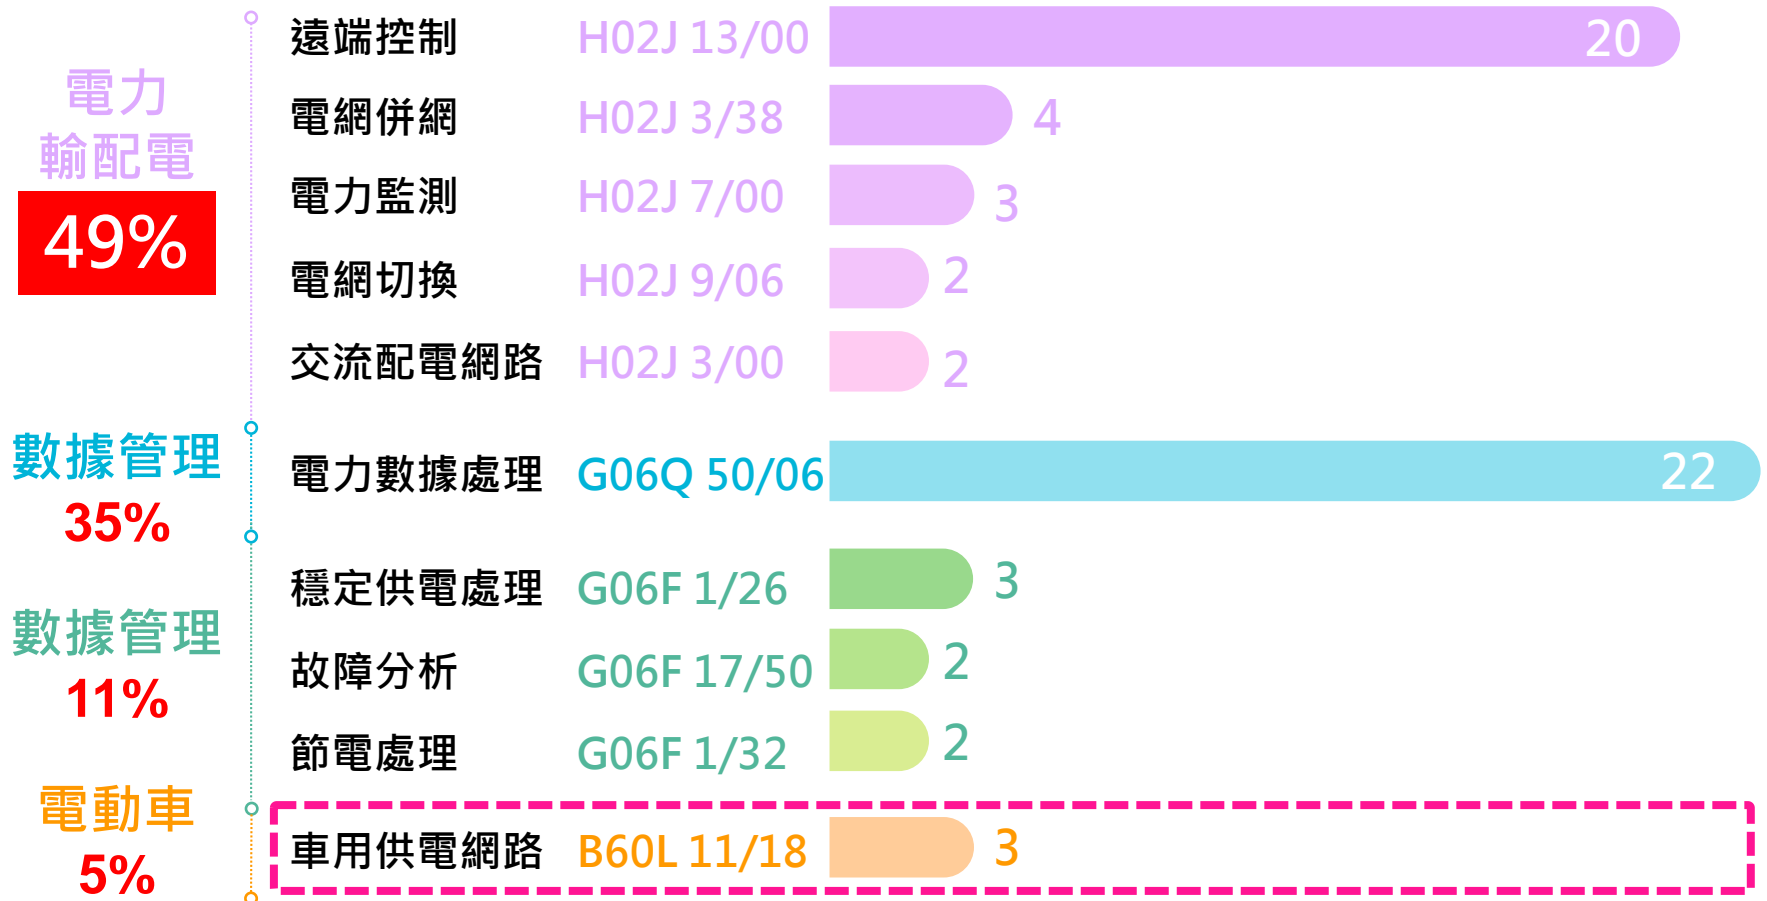 電力
輸配電
49%
遠端控制 H02J 13/00 20
電網併網 H02J 3/38 4
電力監測 H02J 7/00 3
電網切換 H02J 9/06 2
交流配電網路 H02J 3/00 2
數據管理
35%
電力數據處理 G06Q 50/06 22
數據管理
11%
穩定供電處理 G06F 1/26 3
故障分析 G06F 17/50 2
節電處理 G06F 1/32 2
電動車
5%
車用供電網路 B60L 11/18 3